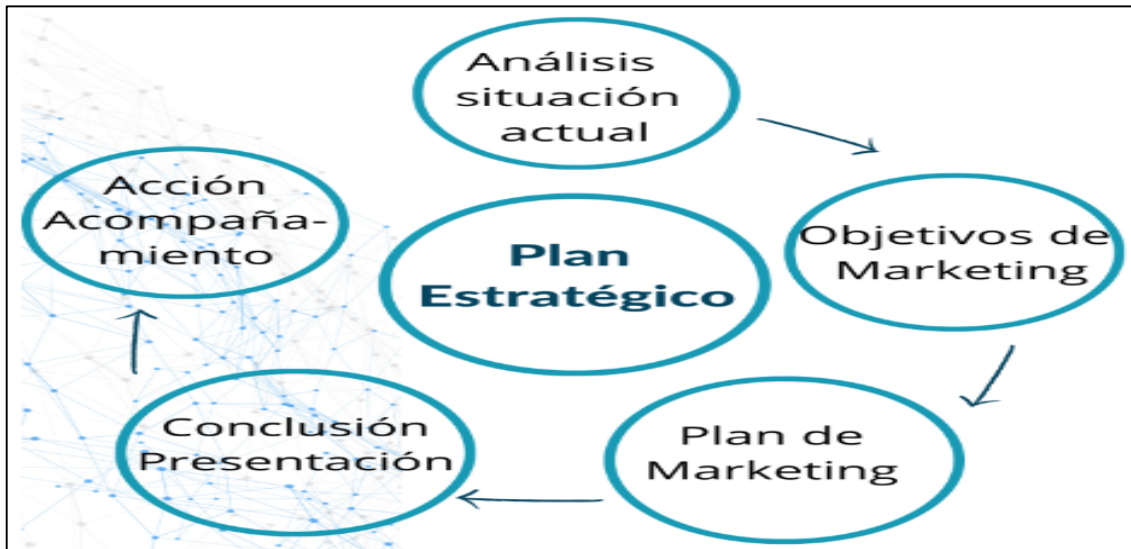 Análisis
situación
actual
Objetivos de
Marketing
Plan de
Marketing
Conclusión
Presentación
Acción
Acompaña-
miento
Plan
Estratégico